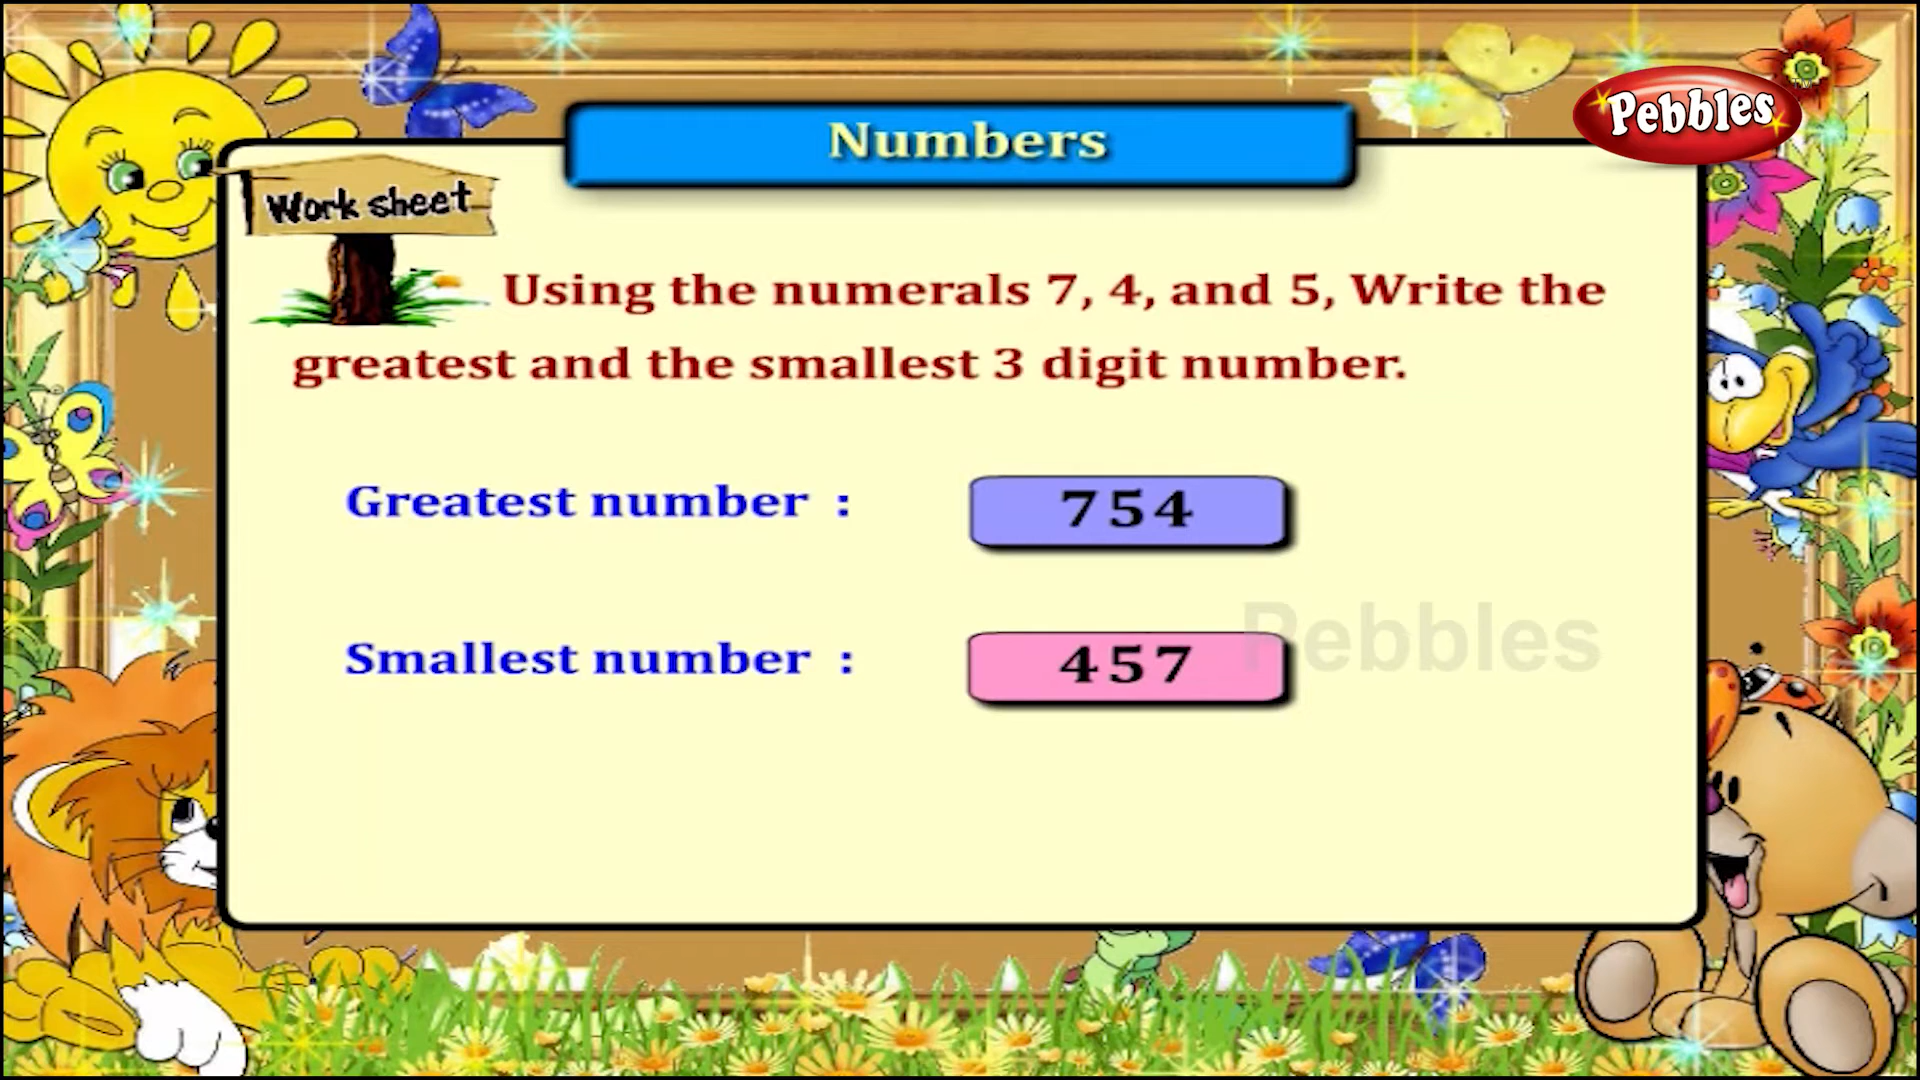 Numbers
Pebbles
TM
Work sheet
Using the numerals 7, 4, and 5, Write the
greatest and the smallest 3 digit number.
Greatest number : 754
Smallest number : 457
Pebbles